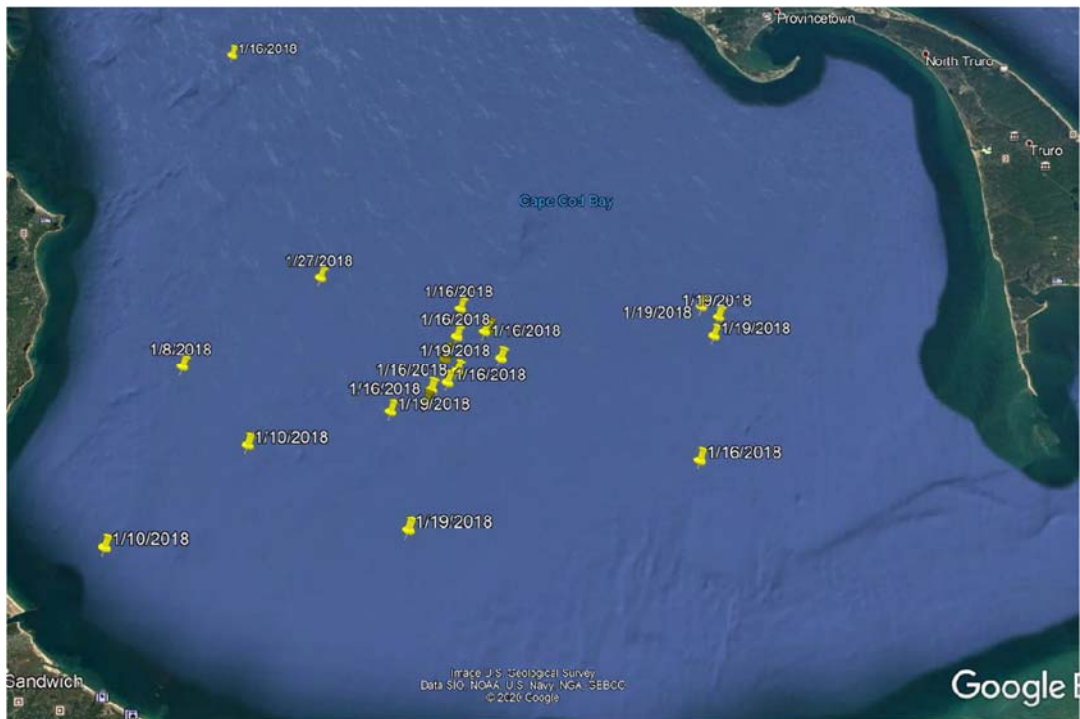 Provincetown
1/16/2018
North Truro
Truro
Cape Cod Bay
1/27/2018
1/16/2018
1/19/2018
1/19/2018
1/16/2018
1/16/2018
1/19/2018
1/8/2018
1/19/2018
1/16/2018
1/16/2018
1/16/2018
1/19/2018
1/10/2018
1/16/2018
1/19/2018
1/10/2018
Image U.S. Geological Survey
Data SIO, NOAA, U.S. Navy, NGA, GEBCO
© 2020 Google
Sandwich
Google E